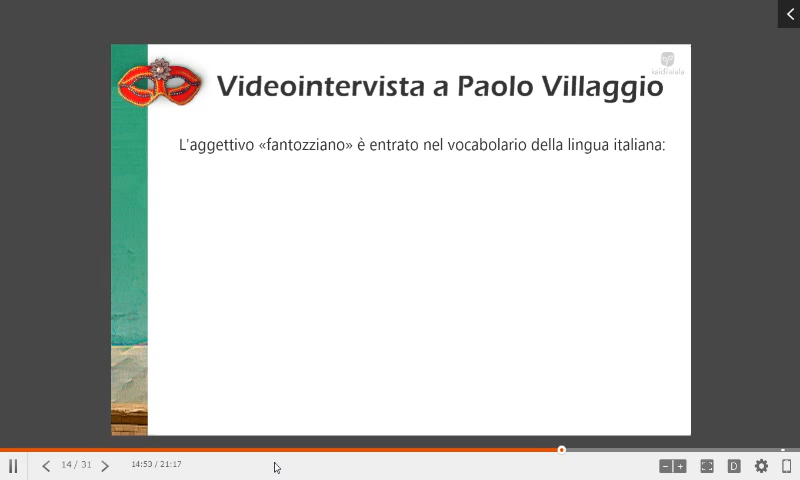 Videointervista a Paolo Villaggio
L'aggettivo «fantozziano» è entrato nel vocabolario della lingua italiana:
14 / 31
14:53 / 21:17
D